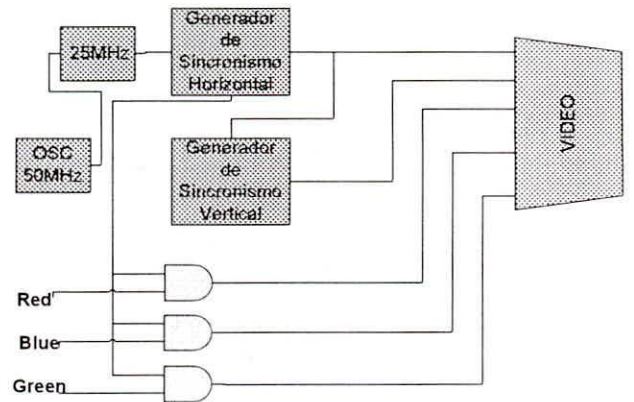 Generador
de
Sincronismo
Horizontal
25MHz
OSC
50MHz
Generador
de
Sincronismo
Vertical
VIDEO
Red
Blue
Green